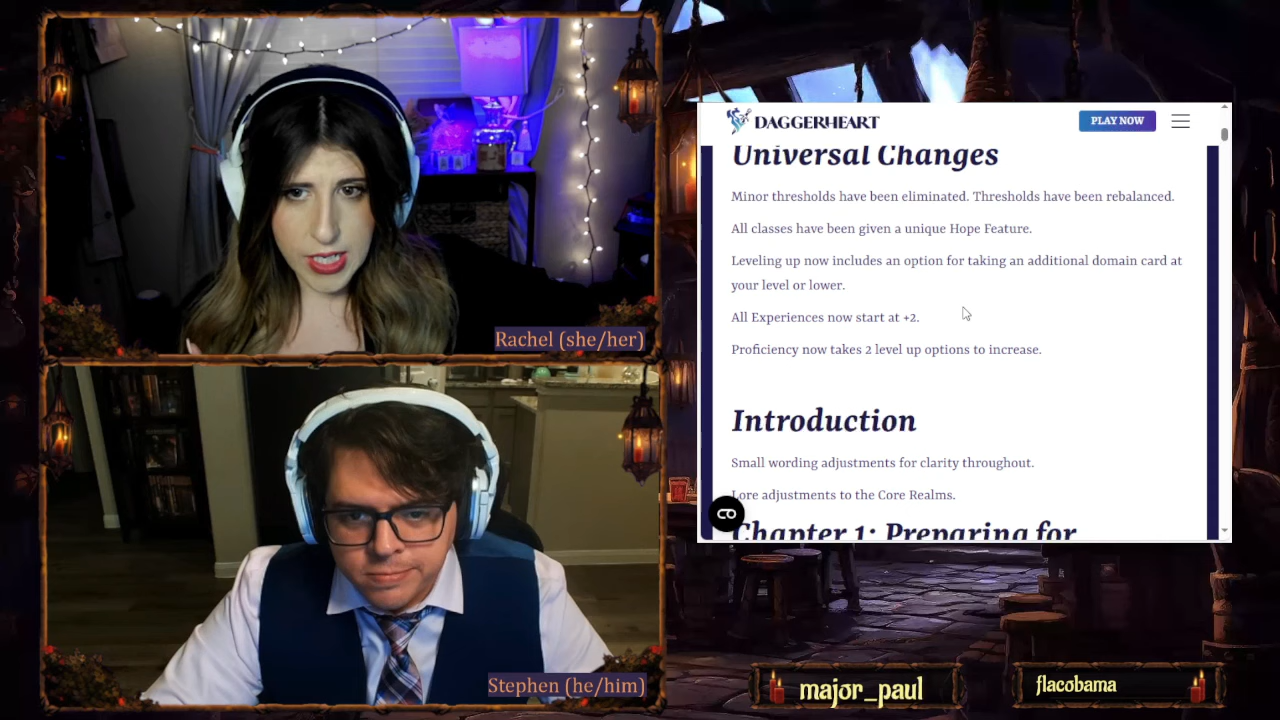 Rachel (she/her)
Stephen (he/him)
DAGGERHEART
PLAY NOW
Universal Changes
Minor thresholds have been eliminated. Thresholds have been rebalanced.
All classes have been given a unique Hope Feature.
Leveling up now includes an option for taking an additional domain card at
your level or lower.
All Experiences now start at +2.
Proficiency now takes 2 level up options to increase.
Introduction
Small wording adjustments for clarity throughout.
Lore adjustments to the Core Realms.
Chapter 1: Preparing for
major_paul
flacobama